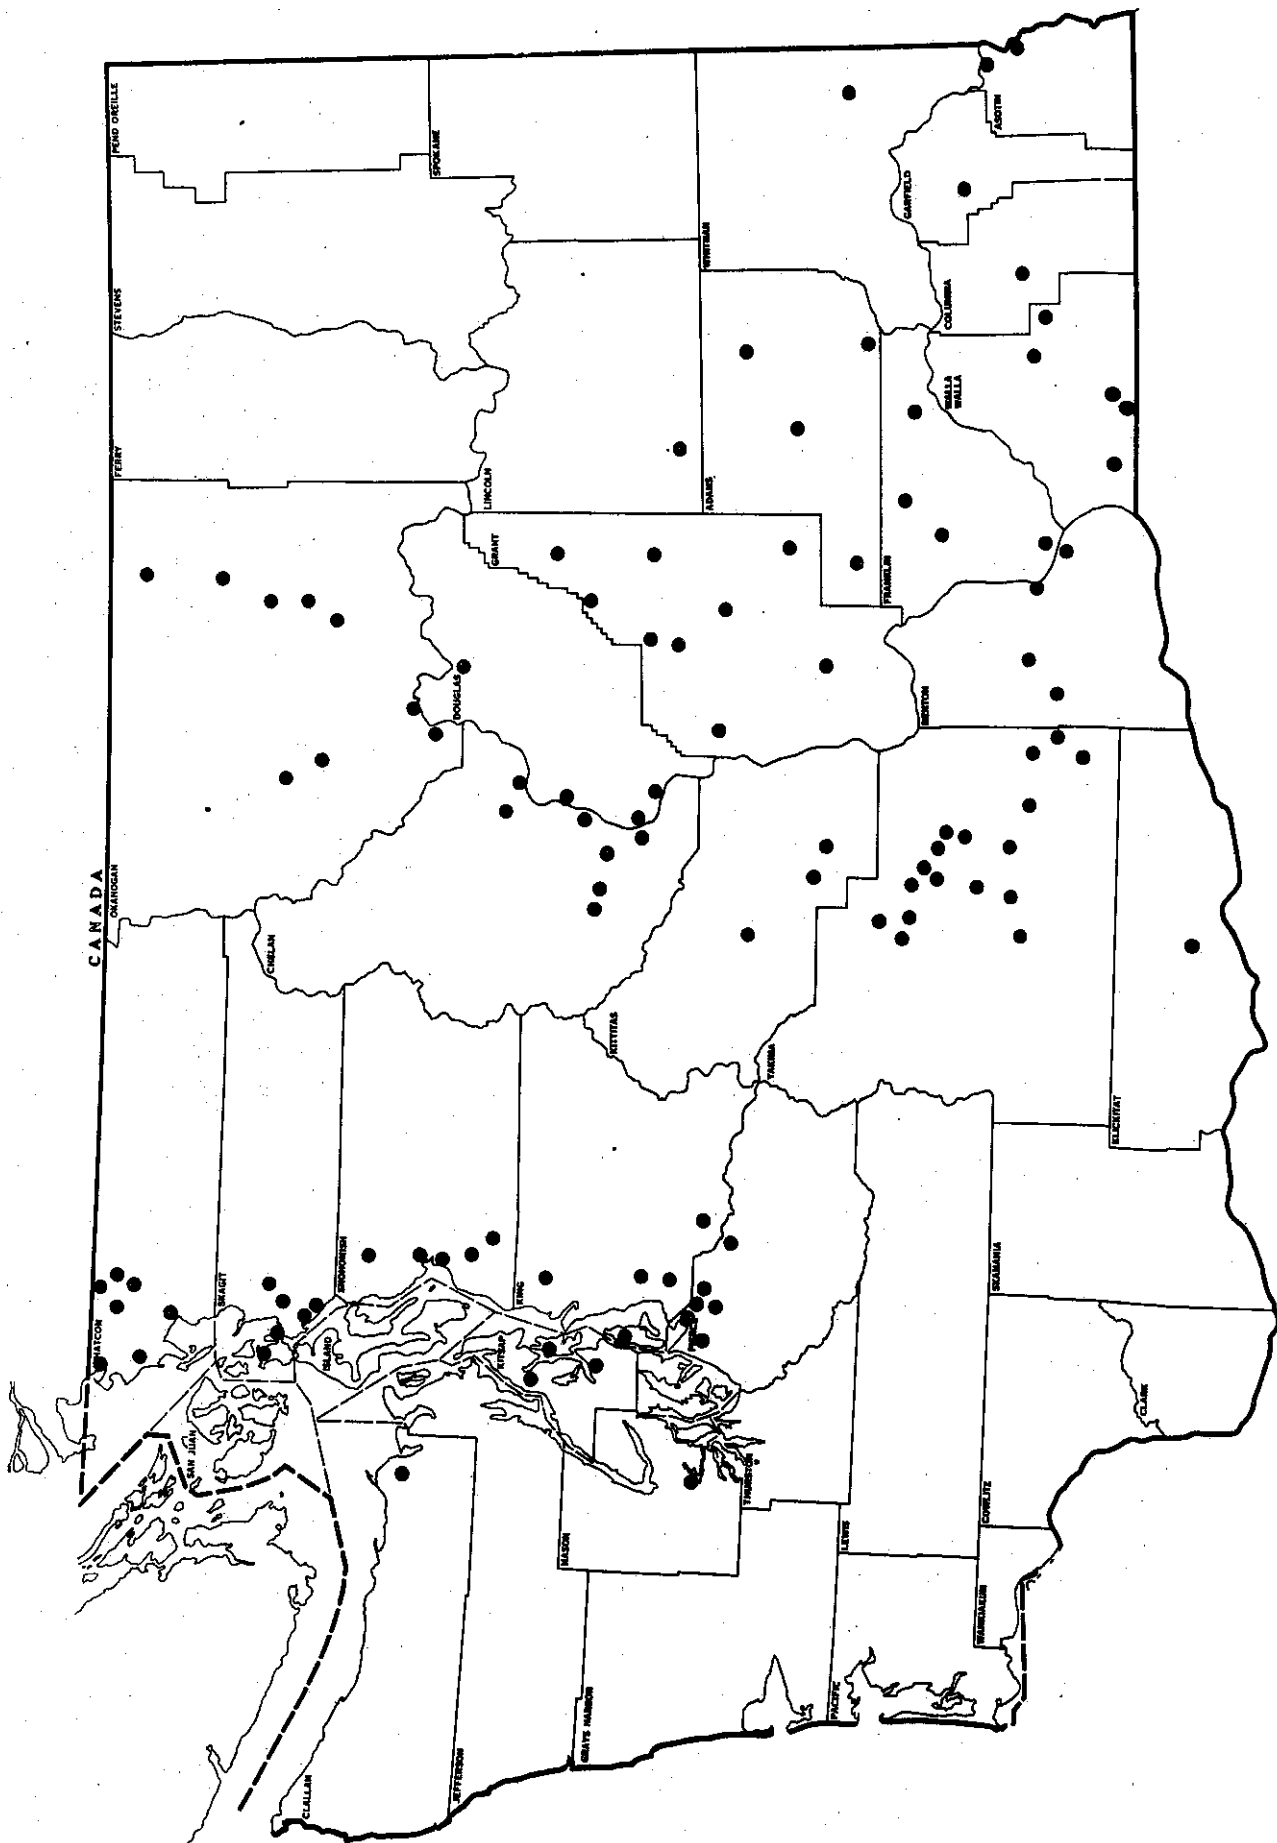 CANADA
WHATCOM
SAN JUAN
SKAGIT
SNOHOMISH
ISLAND
CLALLAM
JEFFERSON
KITSAP
KING
MASON
GRAYS HARBOR
PIERCE
THURSTON
LEWIS
PACIFIC
WAHKIAKUM
COWLITZ
CLARK
SKAMANIA
KLICKITAT
YAKIMA
KITTITAS
CHELAN
OKANOGAN
DOUGLAS
GRANT
BENTON
FRANKLIN
ADAMS
LINCOLN
FERRY
STEVENS
PEND OREILLE
SPOKANE
WHITMAN
WALLA
WALLA
COLUMBIA
GARFIELD
ASOTIN